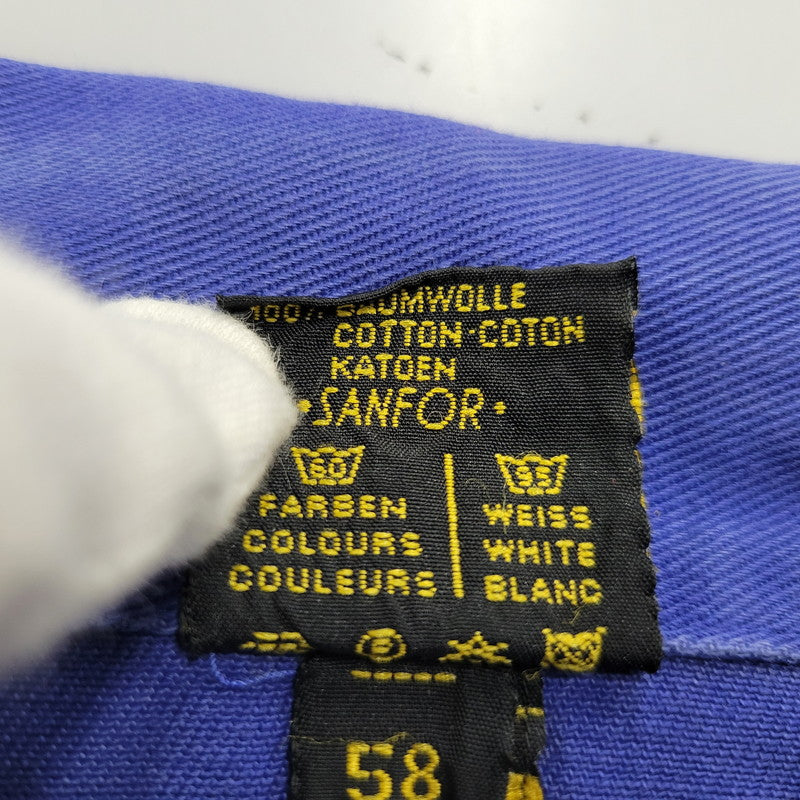 100% BAUMWOLLE
COTTON-COTON
KATOEN
•SANFOR•
60 95
FARBEN WEISS
COLOURS WHITE
COULEURS BLANC
P
58